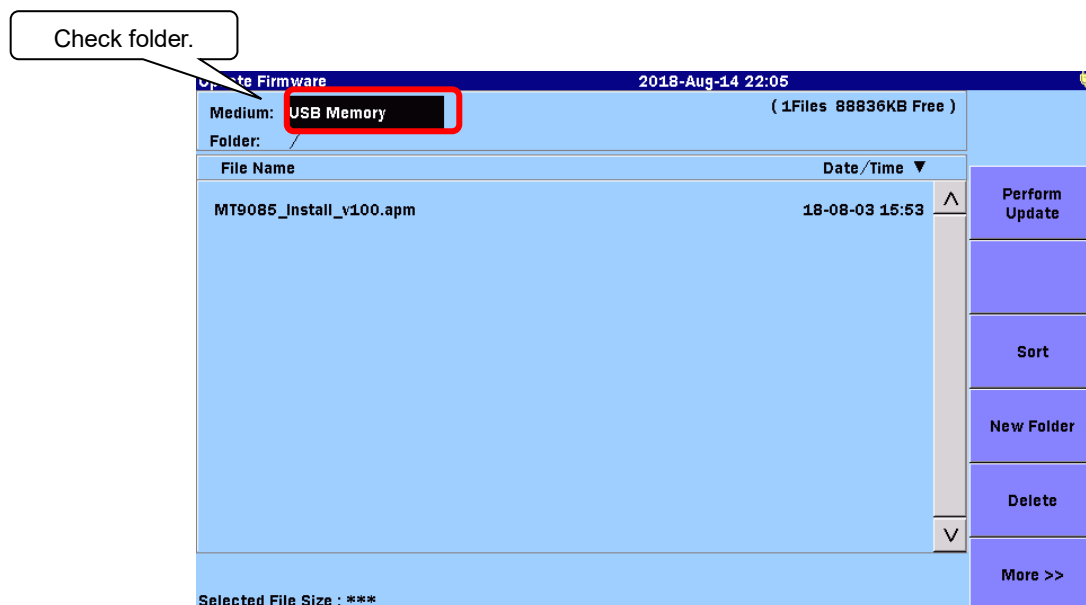 Check folder.
Update Firmware 2018-Aug-14 22:05
Medium: USB Memory (1Files 88836KB Free )
Folder: /
File Name Date/Time ▼
MT9085_Install_v100.apm 18-08-03 15:53
Perform
Update
Sort
New Folder
Delete
More >>
Selected File Size : ***